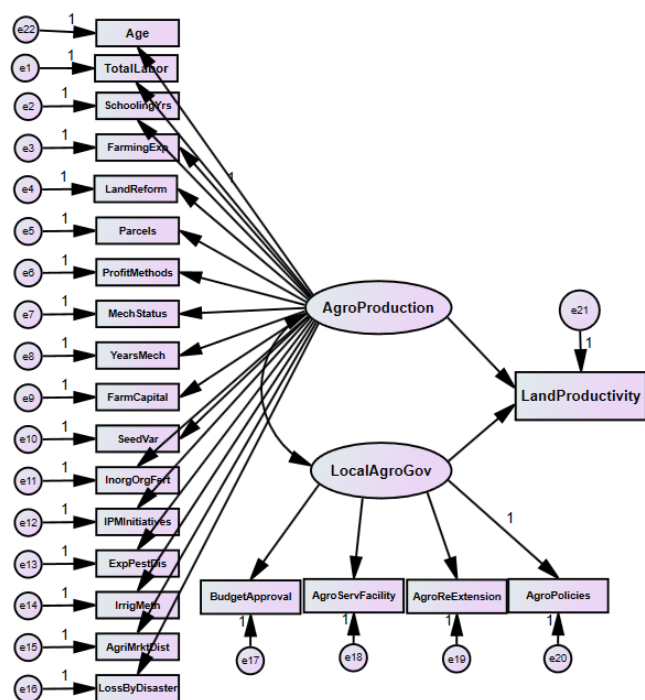 e22 1 Age
e1 1 TotalLabor
e2 1 SchoolingYrs
e3 1 FarmingExp
1
e4 1 LandReform
e5 1 Parcels
e6 1 ProfitMethods
e7 1 MechStatus
e8 1 YearsMech
e9 1 FarmCapital
e10 1 SeedVar
e11 1 InorgOrgFert
e12 1 IPMInitiatives
e13 1 ExpPestDis
e14 1 IrrigMeth
e15 1 AgriMrktDist
e16 1 LossByDisaster
AgroProduction
e21
1
LandProductivity
LocalAgroGov
1
BudgetApproval AgroServFacility AgroReExtension AgroPolicies
1 1 1 1
e17 e18 e19 e20